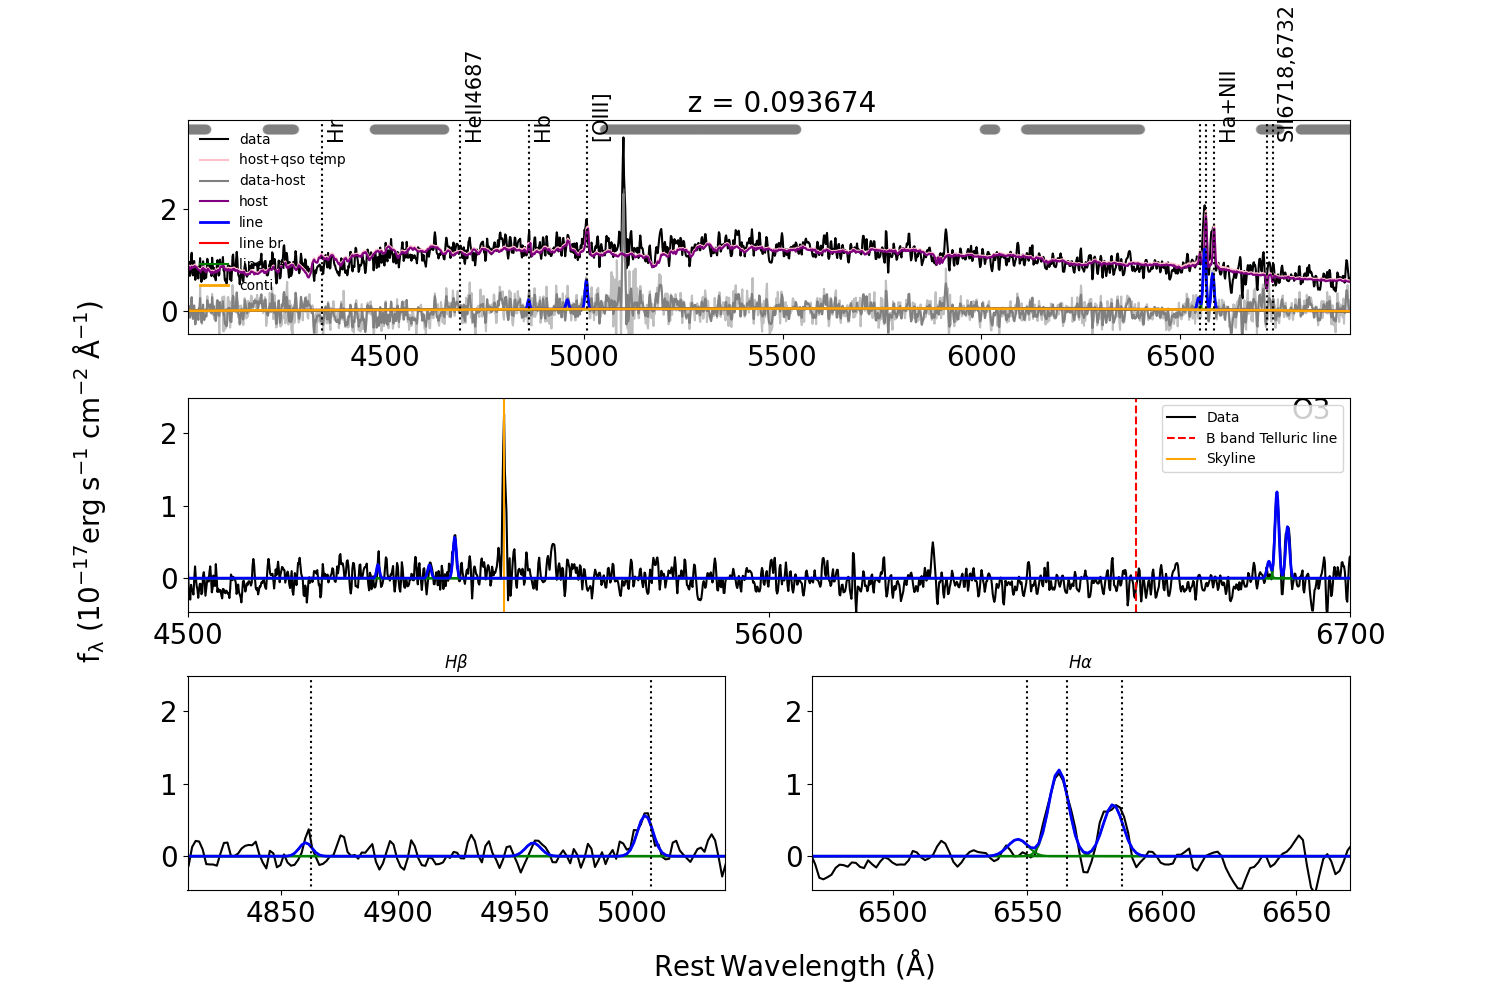 z = 0.093674
Hr
HeII4687
Hb
[OIII]
Ha+NII
SII6718,6732
data
host+qso temp
data-host
host
line
line br
conti
2
0
4500 5000 5500 6000 6500
fλ (10−17erg s−1 cm−2 Å−1)
O3
Data
B band Telluric line
Skyline
2
1
0
4500 5600 6700
Hβ
2
1
0
4850 4900 4950 5000
Hα
2
1
0
6500 6550 6600 6650
Rest Wavelength (Å)